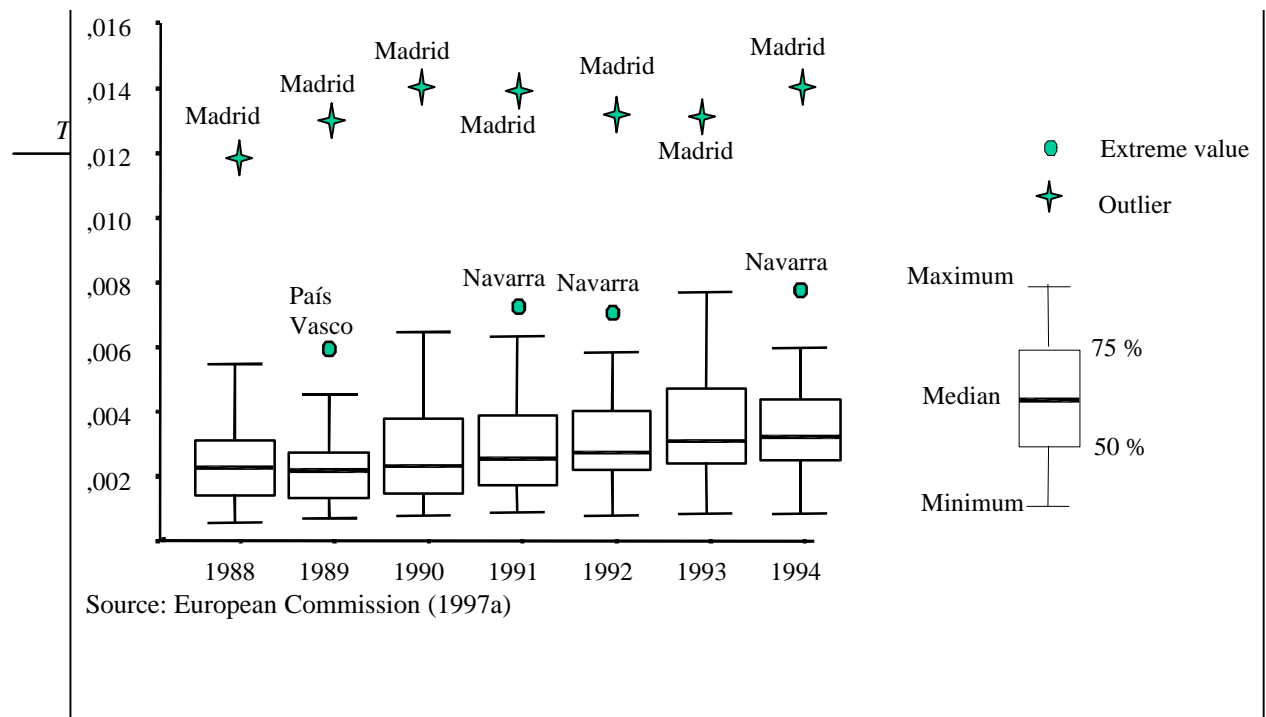 ,016
,014
,012
,010
,008
,006
,004
,002
T
Madrid
Madrid
Madrid
Madrid
Madrid
Madrid
Madrid
País
Vasco
Navarra
Navarra
Navarra
1988 1989 1990 1991 1992 1993 1994
Extreme value
Outlier
Maximum
75 %
Median
50 %
Minimum
Source: European Commission (1997a)